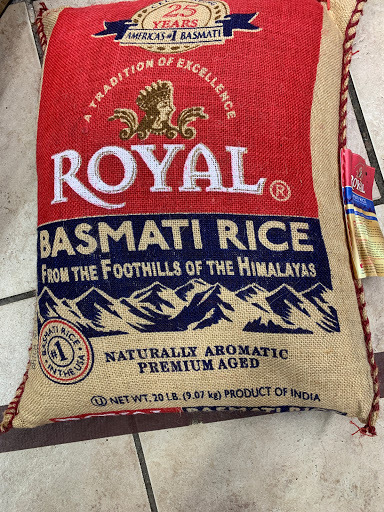 25
YEARS
AMERICA'S #1 BASMATI
A TRADITION OF EXCELLENCE
ROYAL®
BASMATI RICE
FROM THE FOOTHILLS OF THE HIMALAYAS
BASMATI RICE
#1
IN THE USA
NATURALLY AROMATIC
PREMIUM AGED
U NET WT. 20 LB. (9.07 kg) PRODUCT OF INDIA
ROYAL